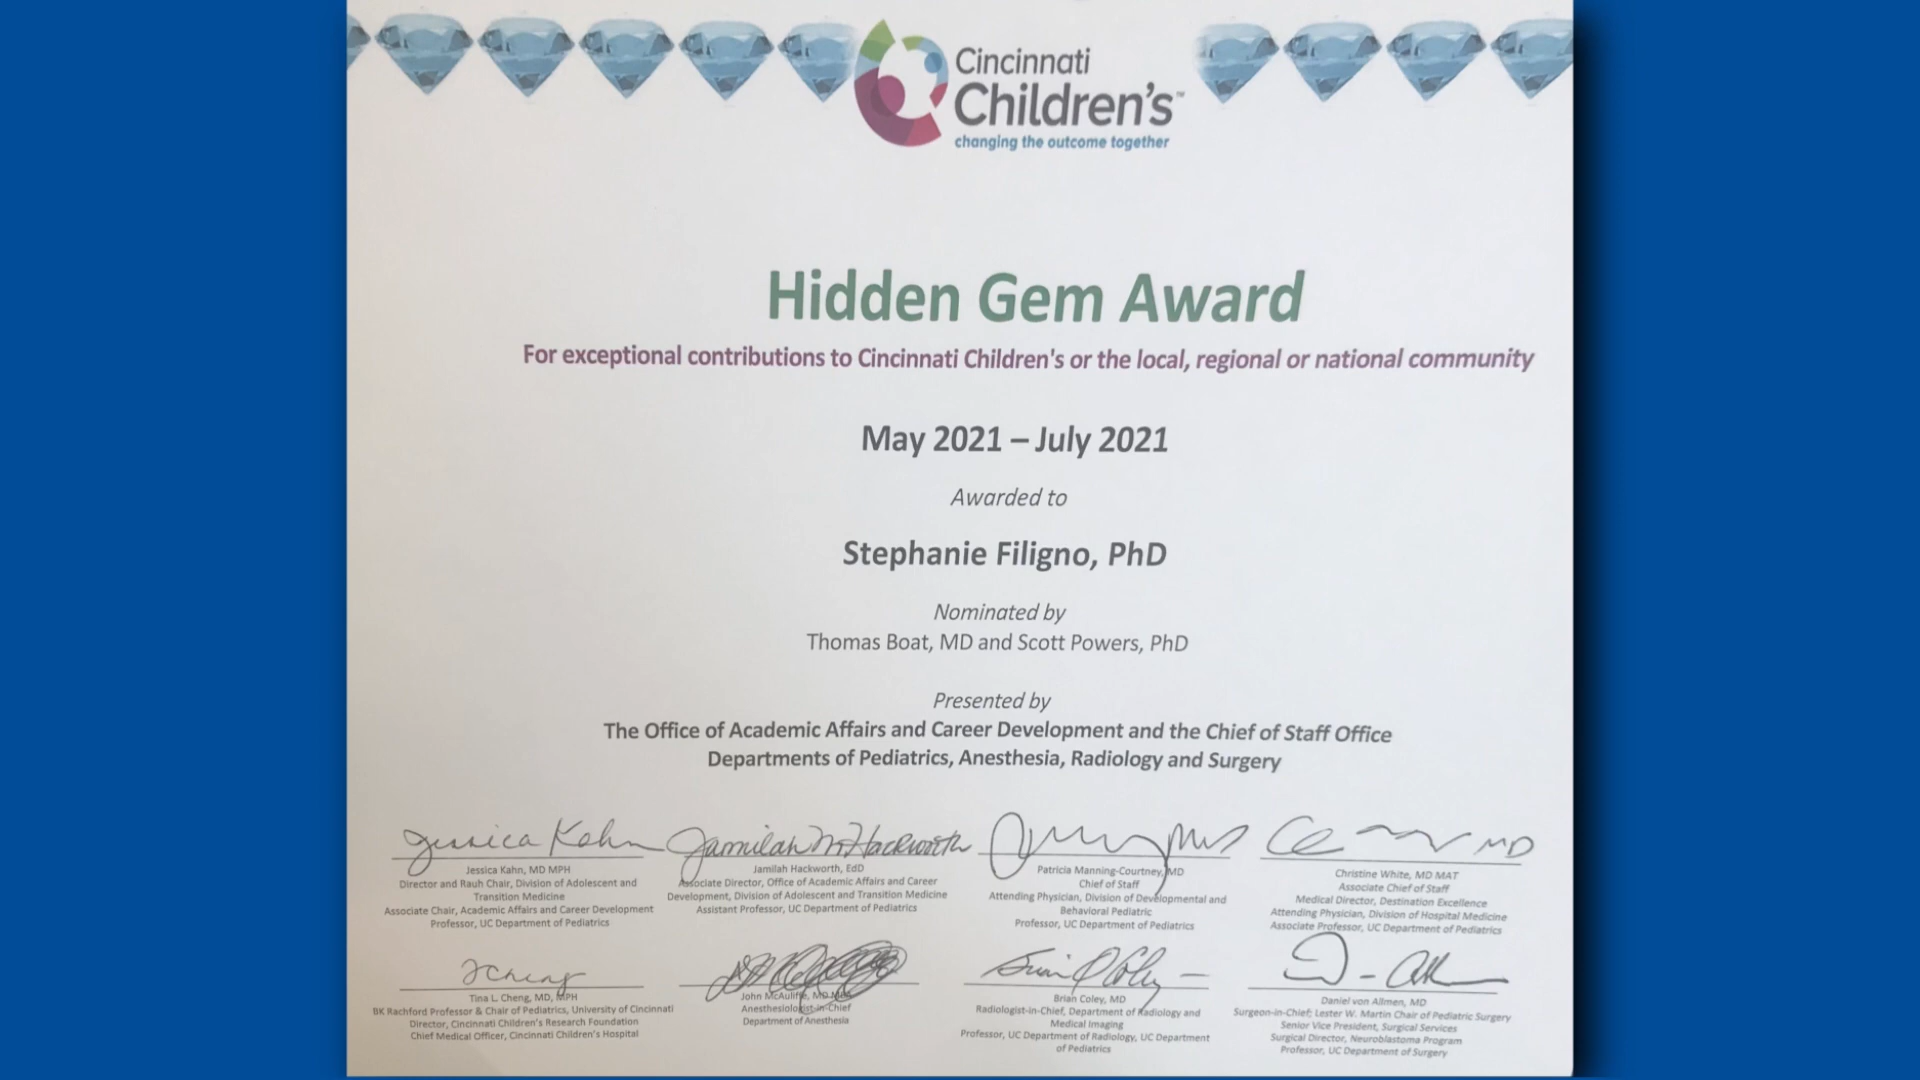 Cincinnati
Children's™
changing the outcome together
Hidden Gem Award
For exceptional contributions to Cincinnati Children's or the local, regional or national community
May 2021 – July 2021
Awarded to
Stephanie Filigno, PhD
Nominated by
Thomas Boat, MD and Scott Powers, PhD
Presented by
The Office of Academic Affairs and Career Development and the Chief of Staff Office
Departments of Pediatrics, Anesthesia, Radiology and Surgery
Jessica Kahn
Jessica Kahn, MD MPH
Director and Rauh Chair, Division of Adolescent and
Transition Medicine
Associate Chair, Academic Affairs and Career Development
Professor, UC Department of Pediatrics
Jamilah M. Hackworth
Jamilah Hackworth, EdD
Associate Director, Office of Academic Affairs and Career
Development, Division of Adolescent and Transition Medicine
Assistant Professor, UC Department of Pediatrics
Patricia Manning-Courtney, MD
Chief of Staff
Attending Physician, Division of Developmental and
Behavioral Pediatric
Professor, UC Department of Pediatrics
MD
Christine White, MD MAT
Associate Chief of Staff
Medical Director, Destination Excellence
Attending Physician, Division of Hospital Medicine
Associate Professor, UC Department of Pediatrics
TCheng
Tina L. Cheng, MD, MPH
BK Rachford Professor & Chair of Pediatrics, University of Cincinnati
Director, Cincinnati Children's Research Foundation
Chief Medical Officer, Cincinnati Children's Hospital
John McAuliffe, MD MBA
Anesthesiologist-in-Chief
Department of Anesthesia
Brian Coley, MD
Radiologist-in-Chief, Department of Radiology and
Medical Imaging
Professor, UC Department of Radiology, UC Department
of Pediatrics
Daniel von Allmen, MD
Surgeon-in-Chief; Lester W. Martin Chair of Pediatric Surgery
Senior Vice President, Surgical Services
Surgical Director, Neuroblastoma Program
Professor, UC Department of Surgery